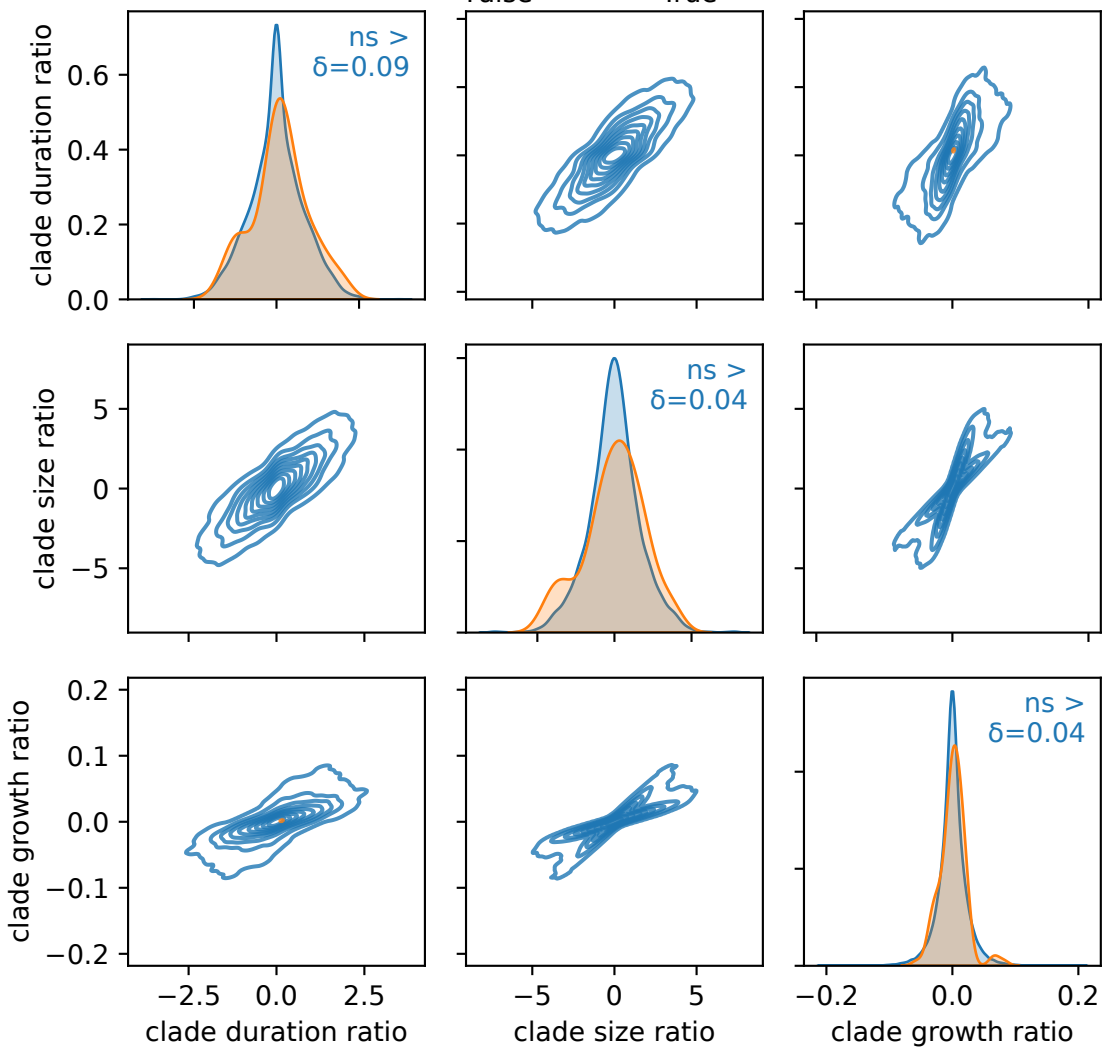 raise True
clade duration ratio
0.6
0.4
0.2
0.0
ns >
δ=0.09
clade size ratio
5
0
−5
ns >
δ=0.04
clade growth ratio
0.2
0.1
0.0
−0.1
−0.2
ns >
δ=0.04
−2.5 0.0 2.5
−5 0 5
−0.2 0.0 0.2
clade duration ratio
clade size ratio
clade growth ratio